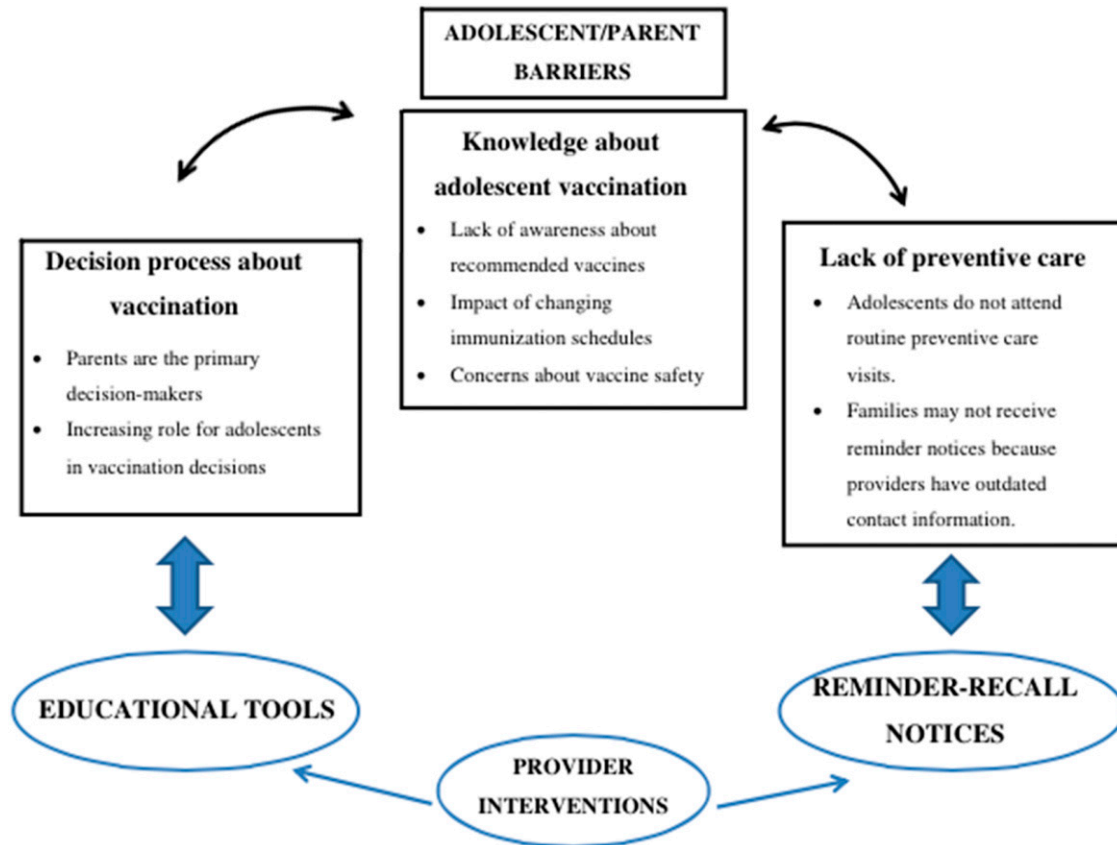 ADOLESCENT/PARENT
BARRIERS
Knowledge about
adolescent vaccination
• Lack of awareness about
recommended vaccines
• Impact of changing
immunization schedules
• Concerns about vaccine safety
Decision process about
vaccination
• Parents are the primary
decision-makers
• Increasing role for adolescents
in vaccination decisions
Lack of preventive care
• Adolescents do not attend
routine preventive care
visits.
• Families may not receive
reminder notices because
providers have outdated
contact information.
EDUCATIONAL TOOLS
REMINDER-RECALL
NOTICES
PROVIDER
INTERVENTIONS